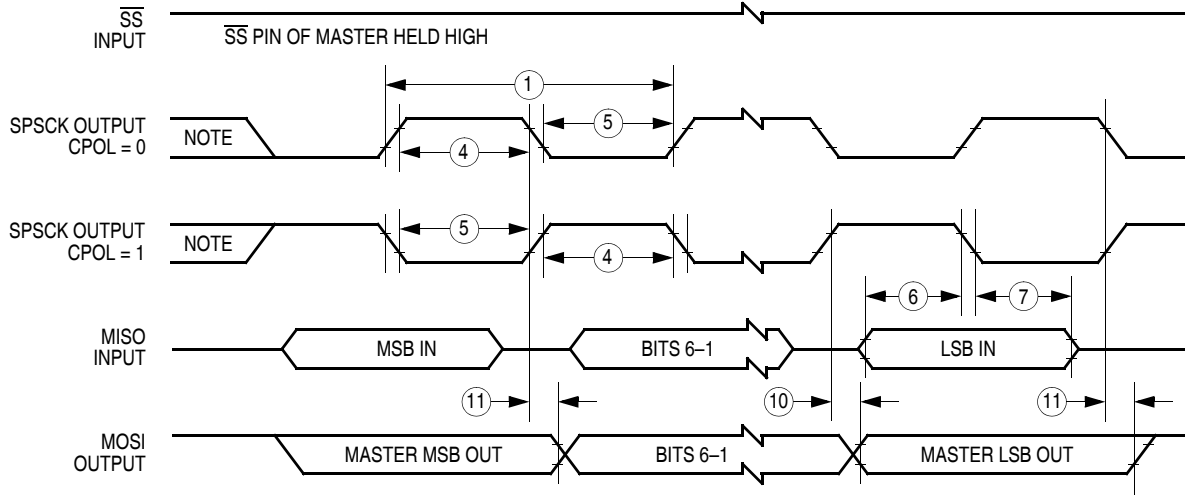 SS
INPUT
SS PIN OF MASTER HELD HIGH
1
SPSCK OUTPUT
CPOL = 0
NOTE
5
4
SPSCK OUTPUT
CPOL = 1
NOTE
5
4
6
7
MISO
INPUT
MSB IN
BITS 6–1
LSB IN
11
10
11
MOSI
OUTPUT
MASTER MSB OUT
BITS 6–1
MASTER LSB OUT